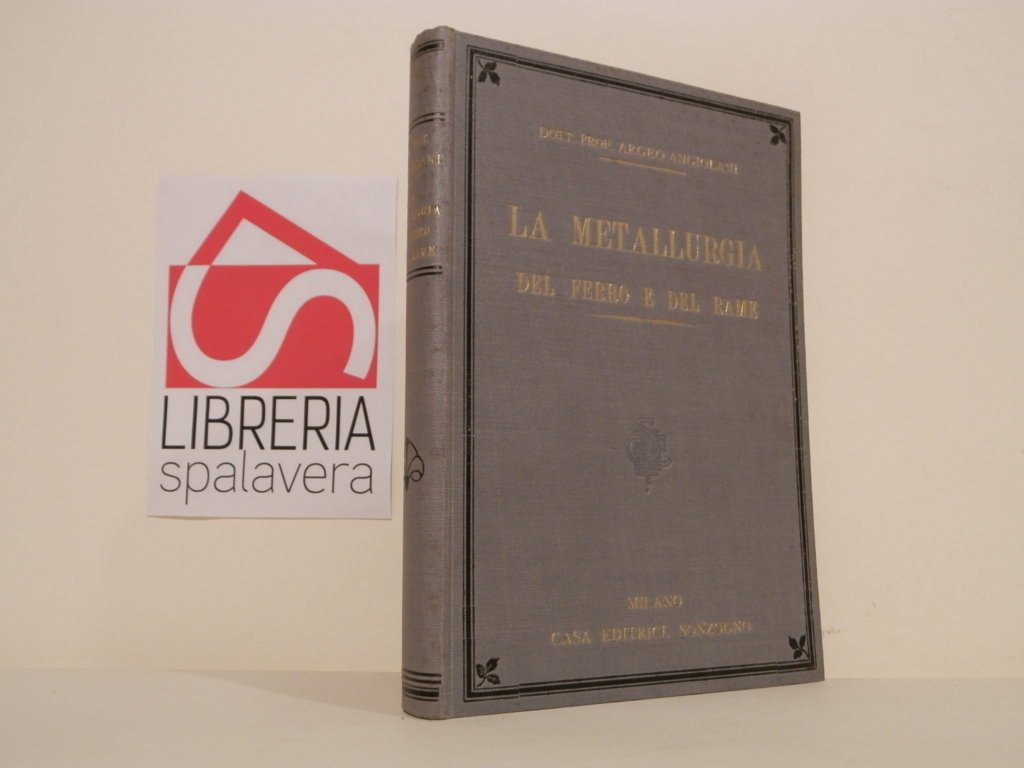 LIBRERIA
spalavera
DOTT. PROF. ARGEO ANGIOLANI
LA METALLURGIA
DEL FERRO E DEL RAME
MILANO
CASA EDITRICE SONZOGNO